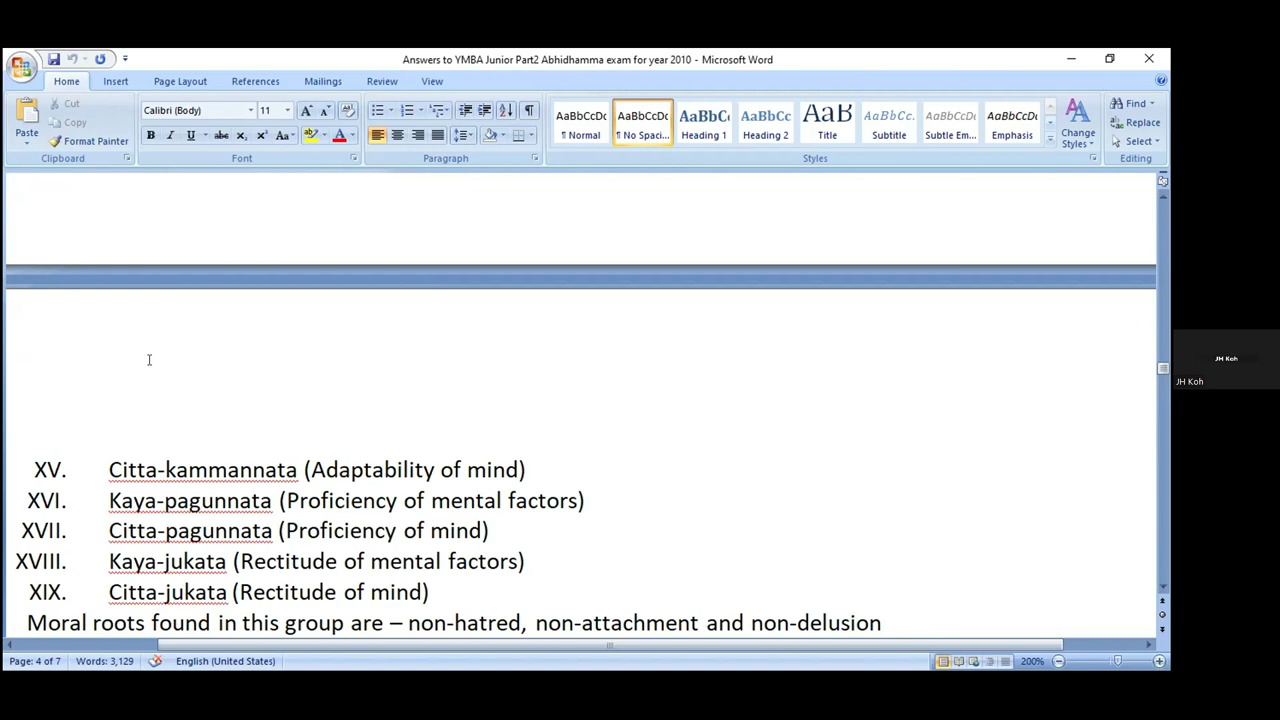 Answers to YMBA Junior Part2 Abhidhamma exam for year 2010 - Microsoft Word
Home Insert Page Layout References Mailings Review View
Paste
Cut
Copy
Format Painter
Clipboard
Calibri (Body) 11
Font
Paragraph
AaBbCcDc AaBbCcDc AaBbC AaBbCc AaB AaBbCc. AaBbCcDc AaBbCcDc
¶ Normal ¶ No Spaci... Heading 1 Heading 2 Title Subtitle Subtle Em... Emphasis
Change Styles
Styles
Find
Replace
Select
Editing
XV. Citta-kammannata (Adaptability of mind)
XVI. Kaya-pagunnata (Proficiency of mental factors)
XVII. Citta-pagunnata (Proficiency of mind)
XVIII. Kaya-jukata (Rectitude of mental factors)
XIX. Citta-jukata (Rectitude of mind)
Moral roots found in this group are – non-hatred, non-attachment and non-delusion
Page: 4 of 7 Words: 3,129 English (United States) 200%
JH Koh
JH Koh